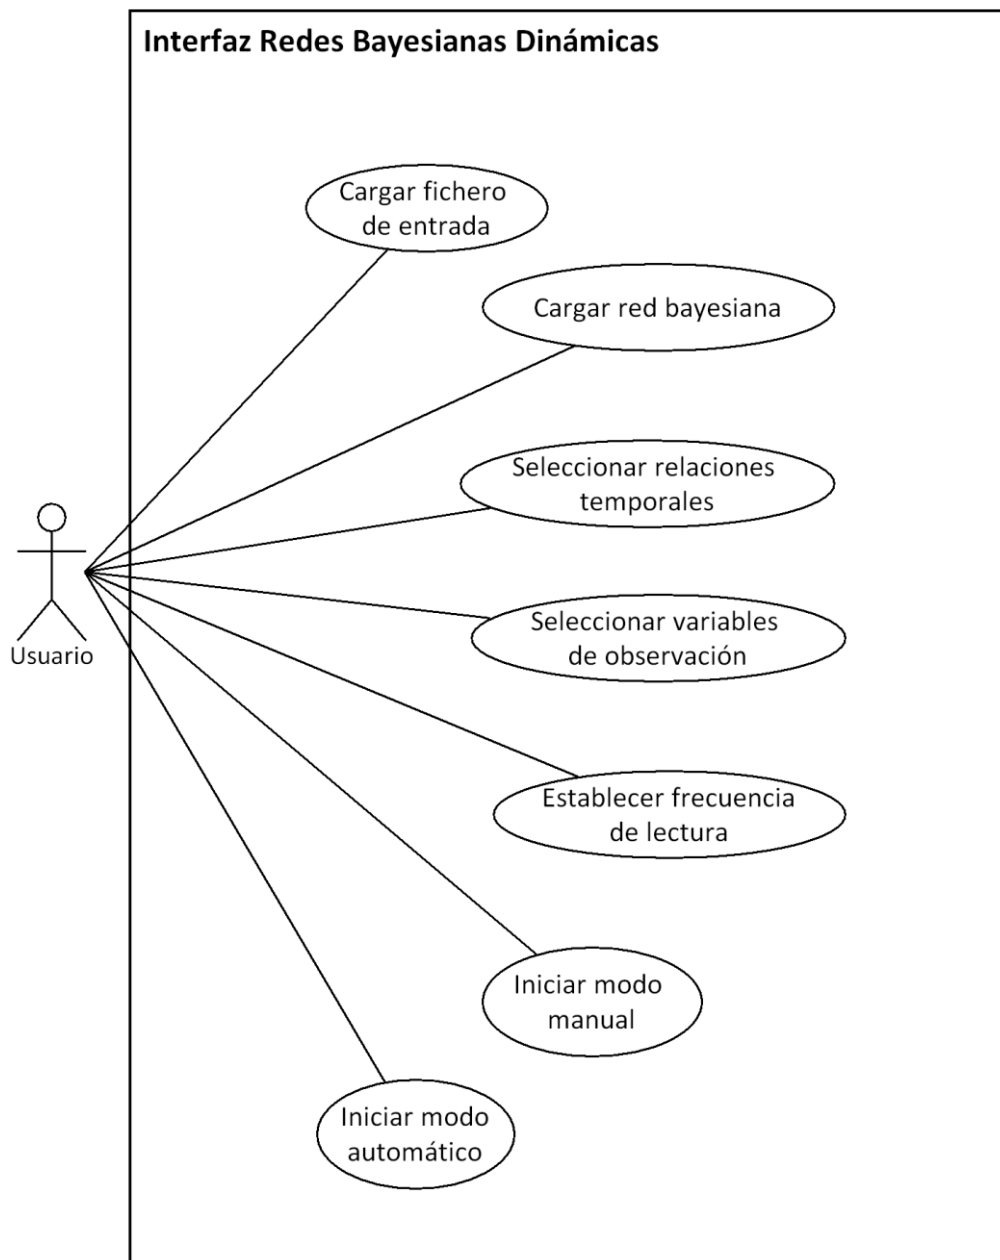 Interfaz Redes Bayesianas Dinámicas
Cargar fichero
de entrada
Cargar red bayesiana
Seleccionar relaciones
temporales
Usuario
Seleccionar variables
de observación
Establecer frecuencia
de lectura
Iniciar modo
manual
Iniciar modo
automático